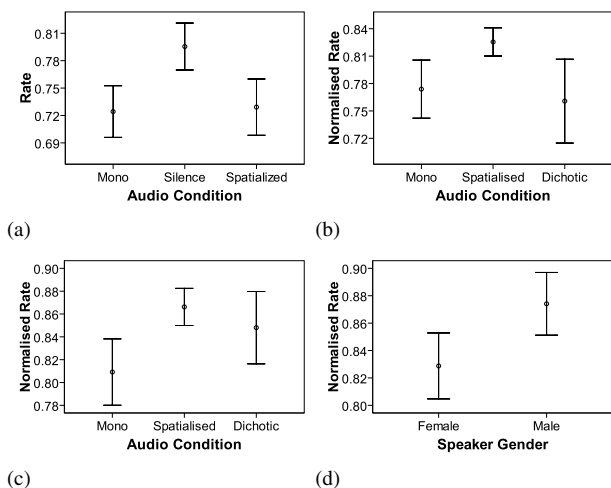 0.81
0.78
0.75
0.72
0.69
Rate
Mono Silence Spatialized
Audio Condition
(a)
0.84
0.81
0.78
0.75
0.72
Normalised Rate
Mono Spatialised Dichotic
Audio Condition
(b)
0.90
0.88
0.86
0.84
0.82
0.80
0.78
Normalised Rate
Mono Spatialised Dichotic
Audio Condition
(c)
0.90
0.88
0.86
0.84
0.82
0.80
Normalised Rate
Female Male
Speaker Gender
(d)